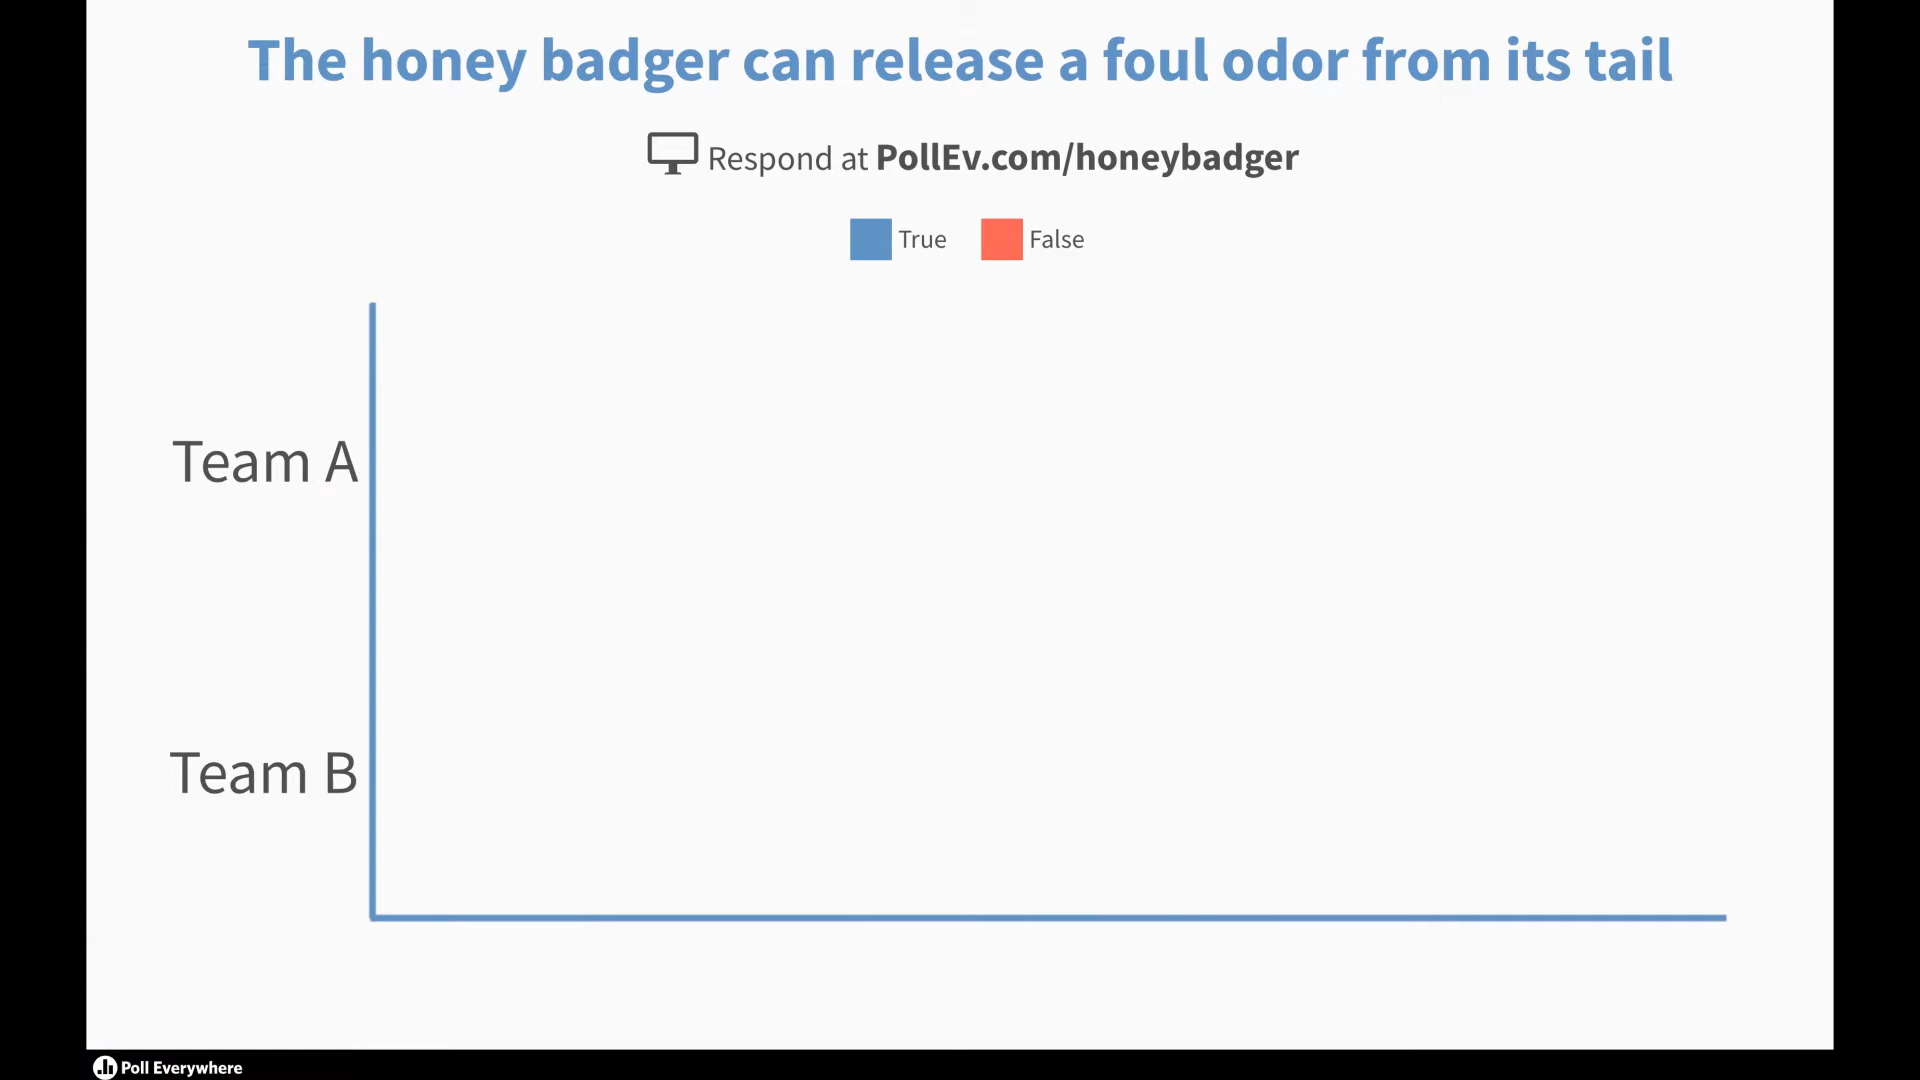 The honey badger can release a foul odor from its tail
Respond at PollEv.com/honeybadger
True False
Team A
Team B
Poll Everywhere